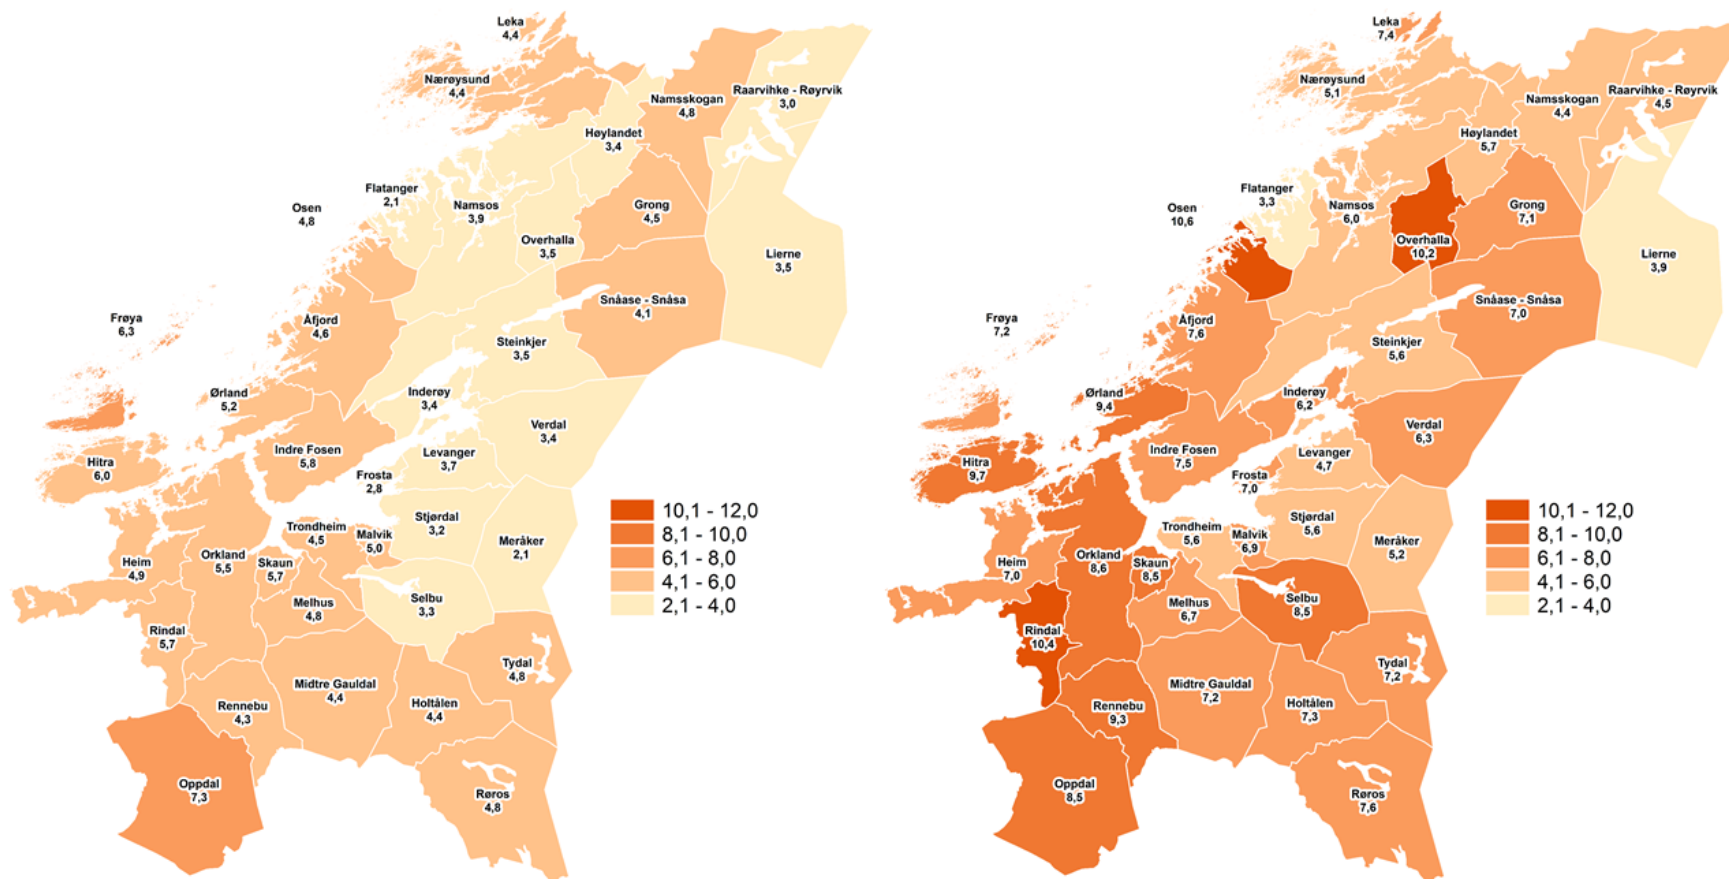 Leka
4,4
Nærøysund
4,4
Namsskogan
4,8
Raarvihke - Røyrvik
3,0
Høylandet
3,4
Flatanger
2,1
Namsos
3,9
Osen
4,8
Grong
4,5
Overhalla
3,5
Lierne
3,5
Snåase - Snåsa
4,1
Frøya
6,3
Åfjord
4,6
Steinkjer
3,5
Ørland
5,2
Inderøy
3,4
Verdal
3,4
Indre Fosen
5,8
Levanger
3,7
Hitra
6,0
Frosta
2,8
Stjørdal
3,2
Trondheim
4,5
Malvik
5,0
Meråker
2,1
Orkland
5,5
Heim
4,9
Skaun
5,7
Melhus
4,8
Selbu
3,3
Rindal
5,7
Tydal
4,8
Midtre Gauldal
4,4
Rennebu
4,3
Holtålen
4,4
Oppdal
7,3
Røros
4,8
10,1 - 12,0
8,1 - 10,0
6,1 - 8,0
4,1 - 6,0
2,1 - 4,0
Leka
7,4
Nærøysund
5,1
Namsskogan
4,4
Raarvihke - Røyrvik
4,5
Høylandet
5,7
Flatanger
3,3
Namsos
6,0
Osen
10,6
Grong
7,1
Overhalla
10,2
Lierne
3,9
Snåase - Snåsa
7,0
Frøya
7,2
Åfjord
7,6
Steinkjer
5,6
Ørland
9,4
Inderøy
6,2
Verdal
6,3
Indre Fosen
7,5
Levanger
4,7
Hitra
9,7
Frosta
7,0
Stjørdal
5,6
Trondheim
5,6
Malvik
6,9
Meråker
5,2
Orkland
8,6
Heim
7,0
Skaun
8,5
Melhus
6,7
Selbu
8,5
Rindal
10,4
Tydal
7,2
Midtre Gauldal
7,2
Rennebu
9,3
Holtålen
7,3
Oppdal
8,5
Røros
7,6
10,1 - 12,0
8,1 - 10,0
6,1 - 8,0
4,1 - 6,0
2,1 - 4,0